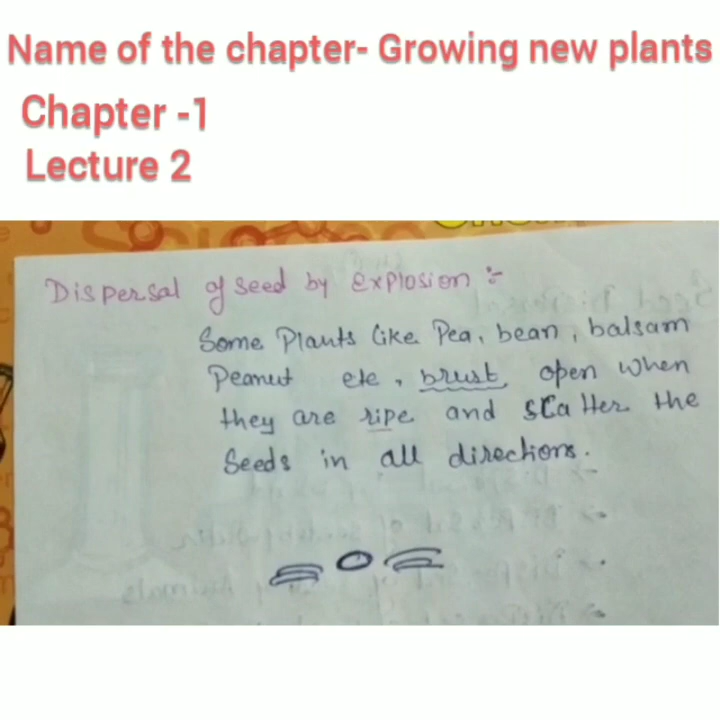 Name of the chapter- Growing new plants
Chapter -1
Lecture 2
Dispersal of seed by Explosion :-
Some Plants like Pea, bean, balsam
Peanut etc, brust open when
they are ripe and scatter the
Seeds in all directions.